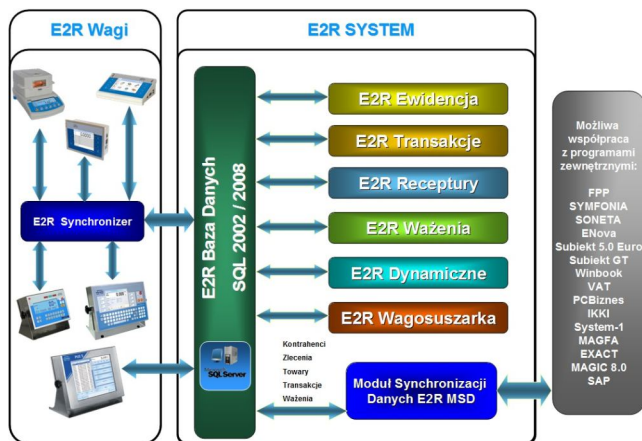 E2R Wagi
E2R SYSTEM
E2R Synchronizer
E2R Baza Danych
SQL 2002 / 2008
SQL Server
E2R Ewidencja
E2R Transakcje
E2R Receptury
E2R Ważenia
E2R Dynamiczne
E2R Wagosuszarka
Kontrahenci
Zlecenia
Towary
Transakcje
Ważenia
Moduł Synchronizacji
Danych E2R MSD
Możliwa
współpraca
z programami
zewnętrznymi:
FPP
SYMFONIA
SONETA
ENova
Subiekt 5.0 Euro
Subiekt GT
Winbook
VAT
PCBiznes
IKKI
System-1
MAGFA
EXACT
MAGIC 8.0
SAP